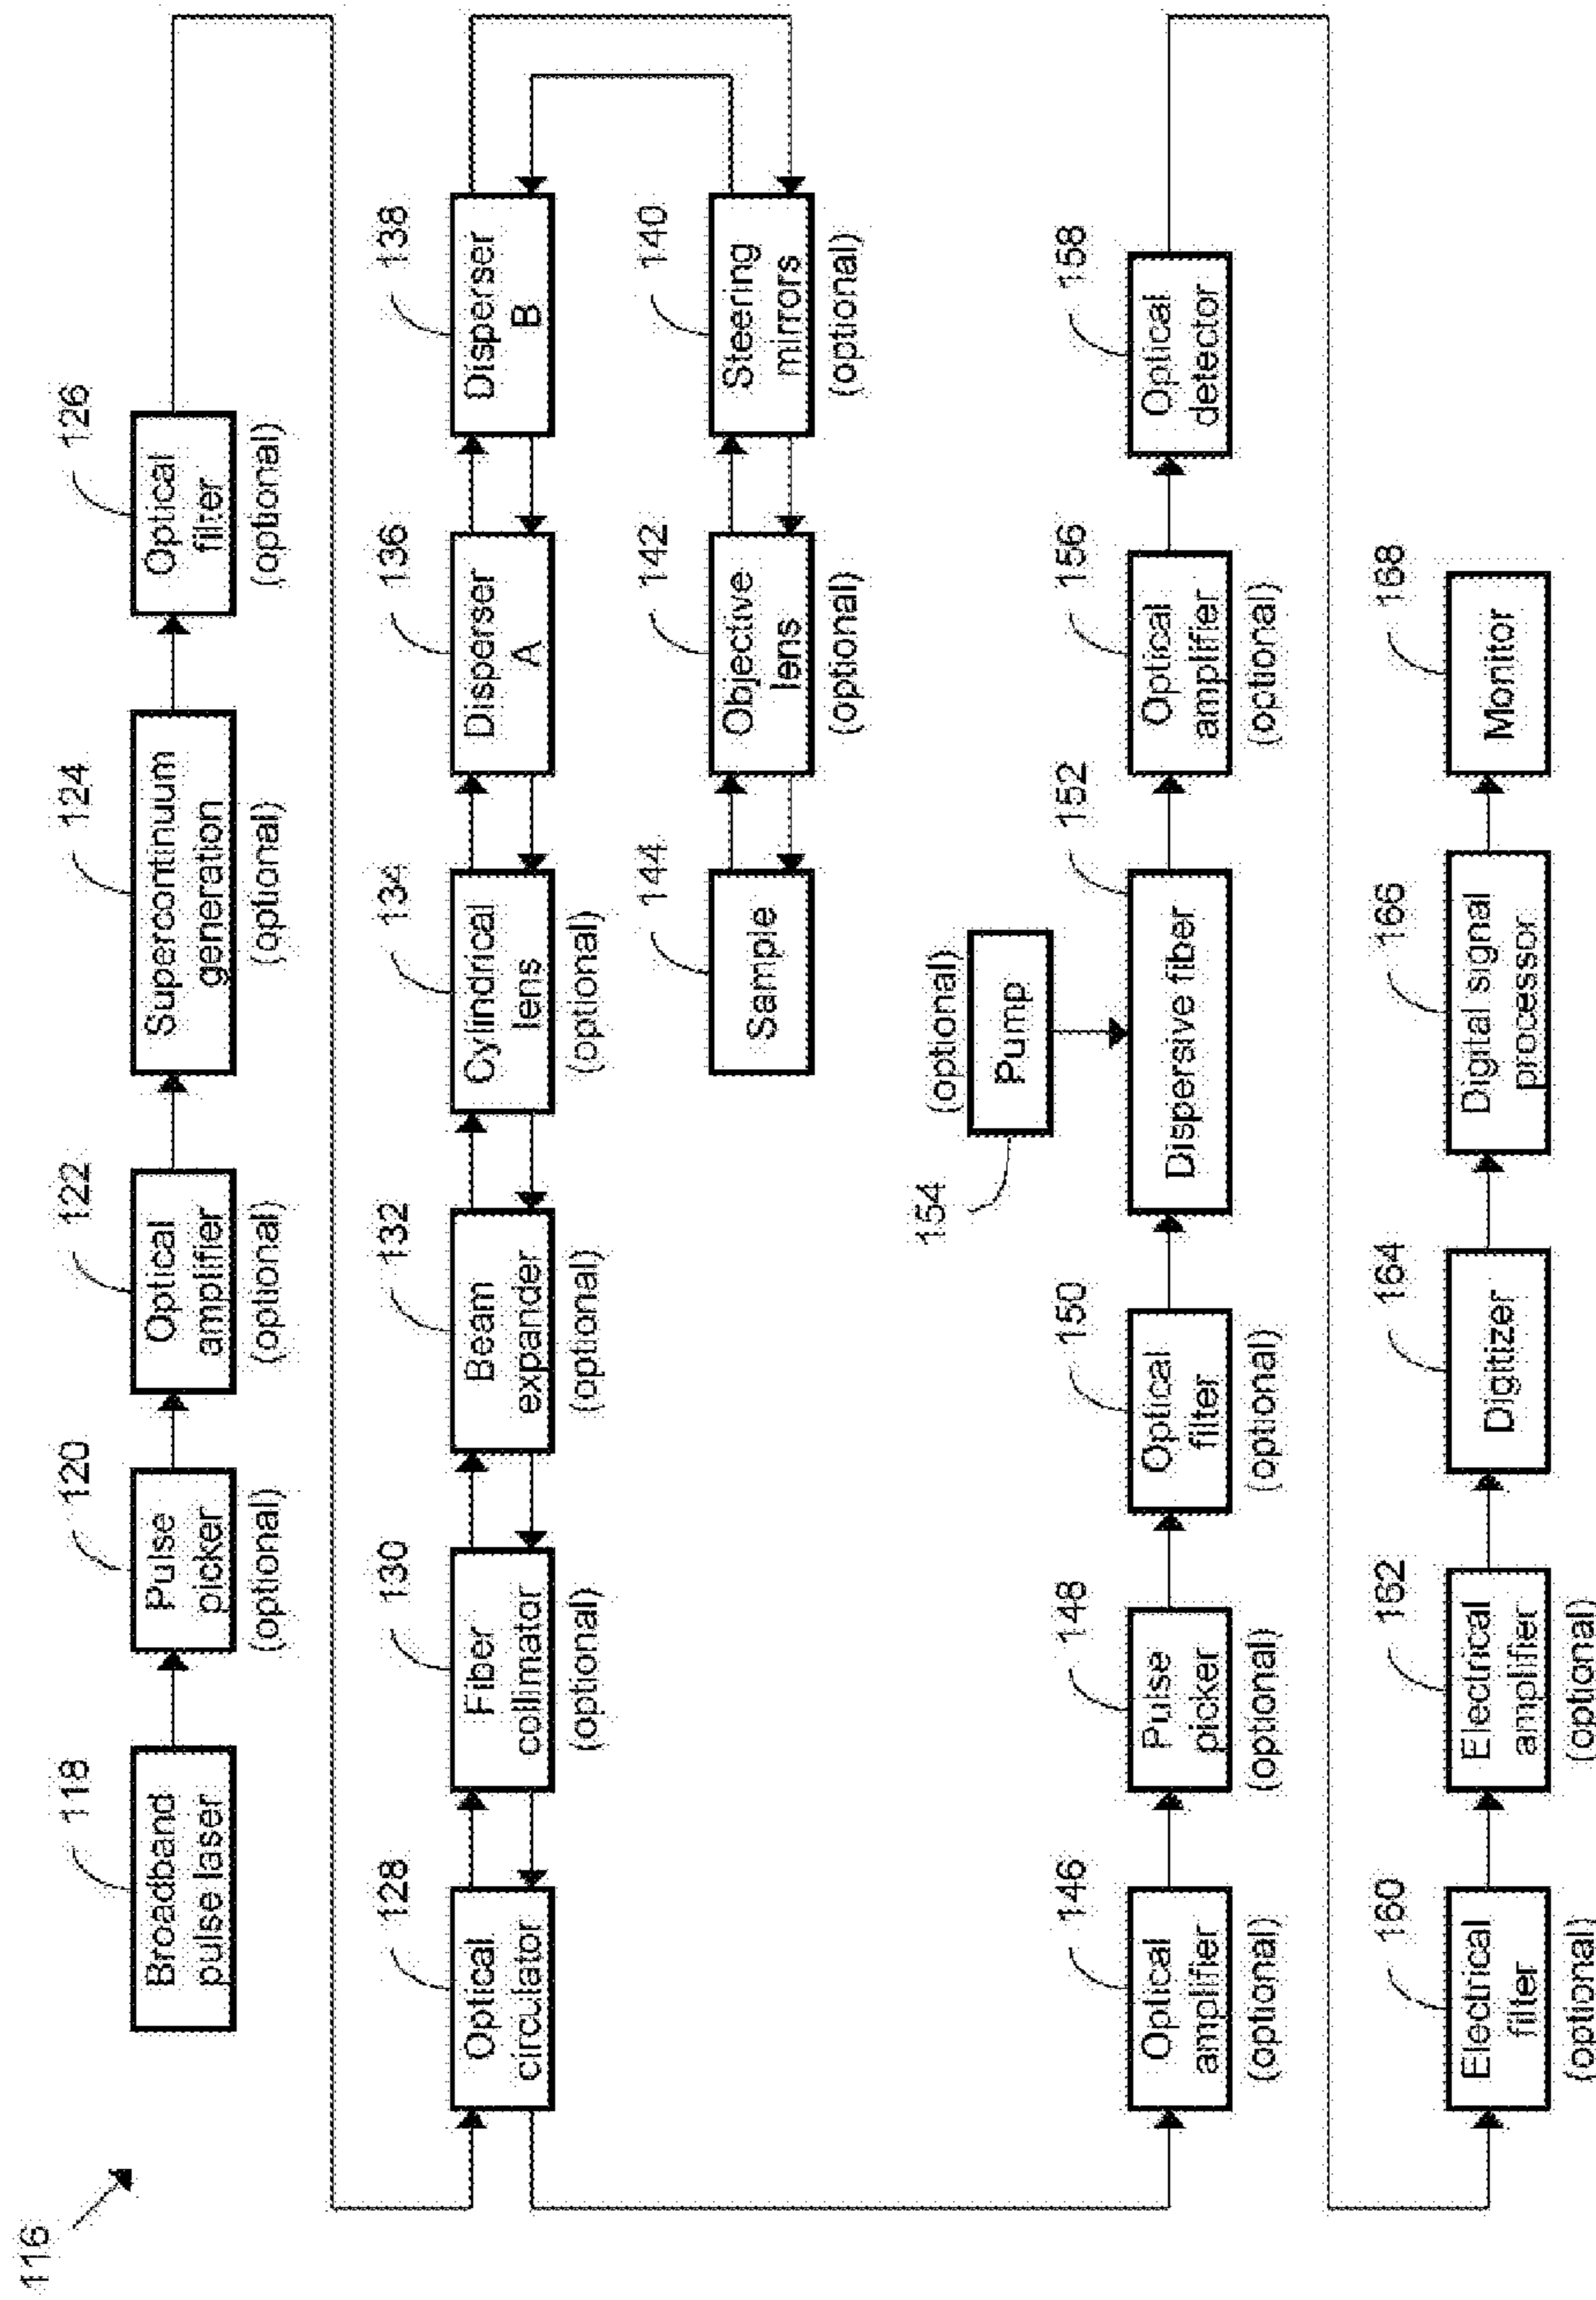 116
118
Broadband
pulse laser
120
Pulse
picker
(optional)
122
Optical
amplifier
(optional)
124
Supercontinuum
generation
(optional)
126
Optical
filter
(optional)
128
Optical
circulator
130
Fiber
collimator
(optional)
132
Beam
expander
(optional)
134
Cylindrical
lens
(optional)
136
Disperser
A
138
Disperser
B
144
Sample
142
Objective
lens
(optional)
140
Steering
mirrors
(optional)
146
Optical
amplifier
(optional)
148
Pulse
picker
(optional)
150
Optical
filter
(optional)
154
(optional)
Pump
152
Dispersive fiber
156
Optical
amplifier
(optional)
158
Optical
detector
160
Electrical
filter
(optional)
162
Electrical
amplifier
(optional)
164
Digitizer
166
Digital signal
processor
168
Monitor